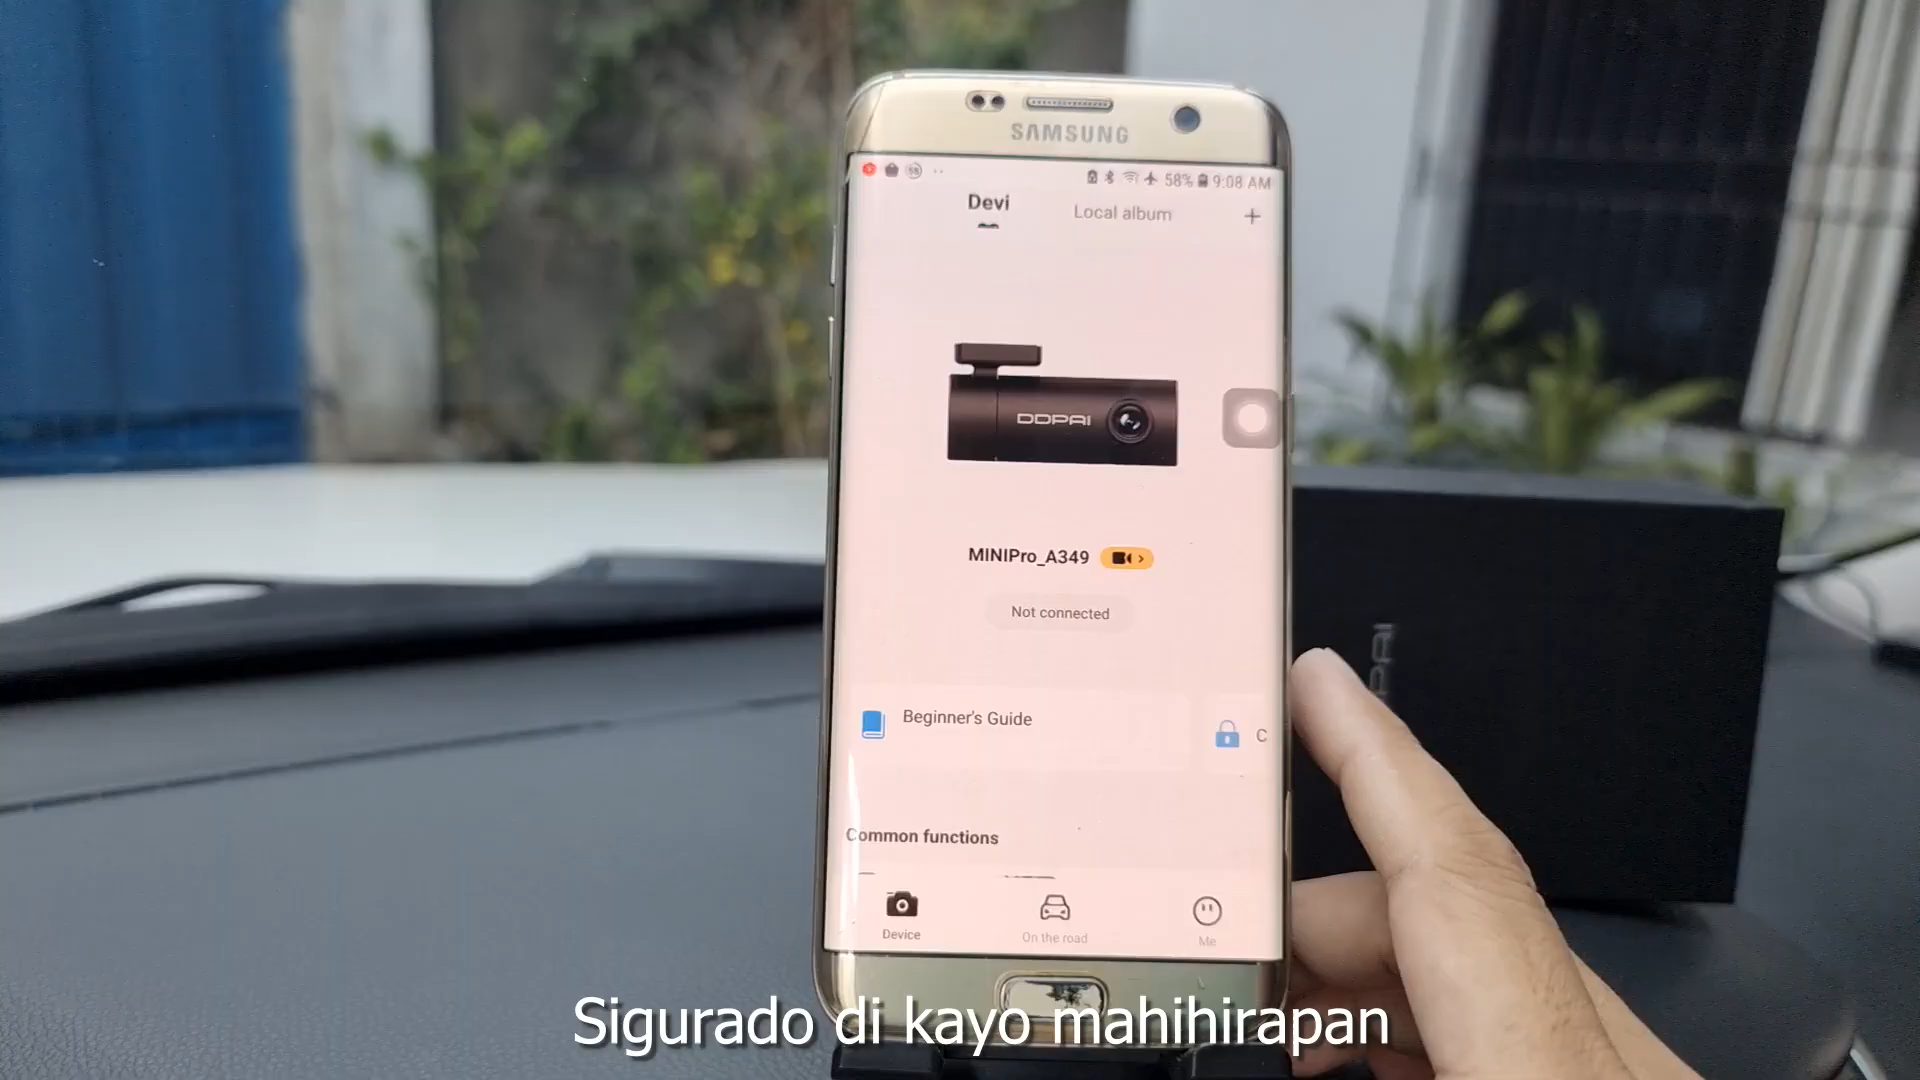 SAMSUNG
58% 9:08 AM
Devi
Local album
+
DDPAI
MINIPro_A349
Not connected
Beginner's Guide
C
Common functions
Device
On the road
Me
PAI
Sigurado di kayo mahihirapan